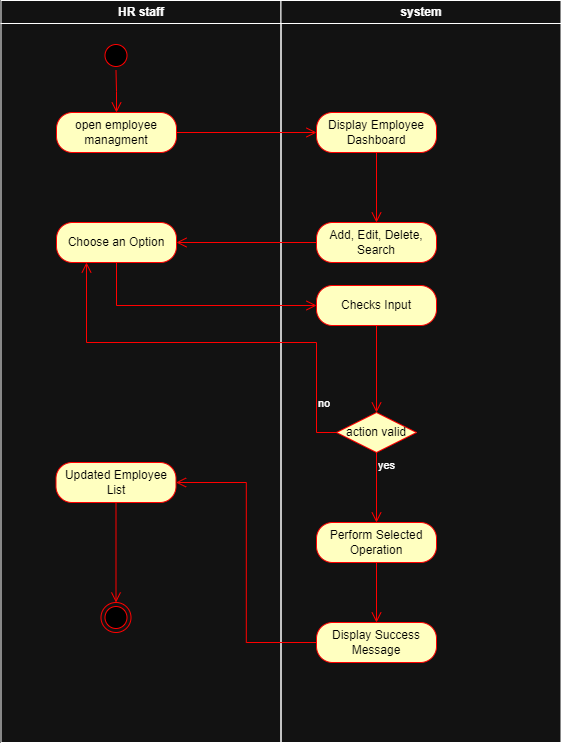 HR staff
system
open employee
managment
Display Employee
Dashboard
Choose an Option
Add, Edit, Delete,
Search
Checks Input
no
action valid
yes
Updated Employee
List
Perform Selected
Operation
Display Success
Message